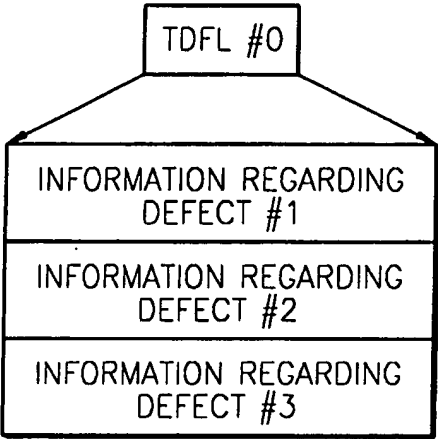 TDFL #0
INFORMATION REGARDING
DEFECT #1
INFORMATION REGARDING
DEFECT #2
INFORMATION REGARDING
DEFECT #3